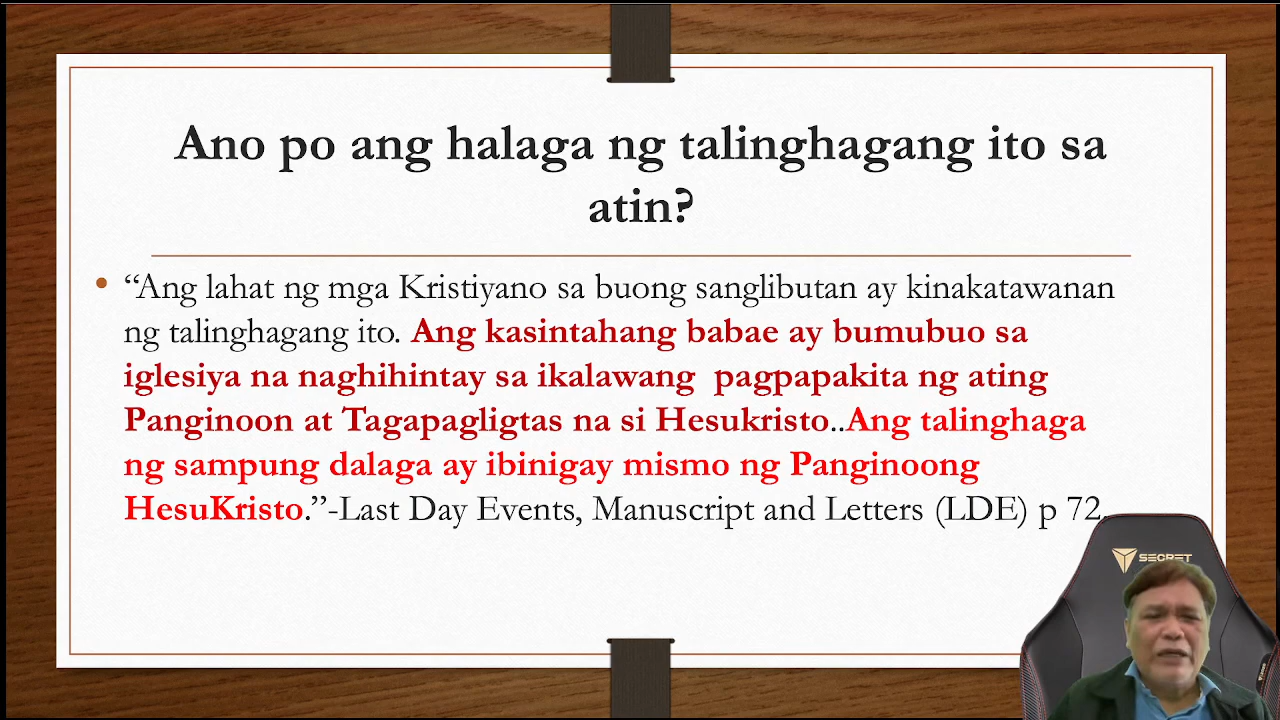 Ano po ang halaga ng talinghagang ito sa
atin?
• “Ang lahat ng mga Kristiyano sa buong sanglibutan ay kinakatawanan
ng talinghagang ito. Ang kasintahang babae ay bumubuo sa
iglesiya na naghihintay sa ikalawang  pagpapakita ng ating
Panginoon at Tagapagligtas na si Hesukristo..Ang talinghaga
ng sampung dalaga ay ibinigay mismo ng Panginoong
HesuKristo.”-Last Day Events, Manuscript and Letters (LDE) p 72.
SECRET